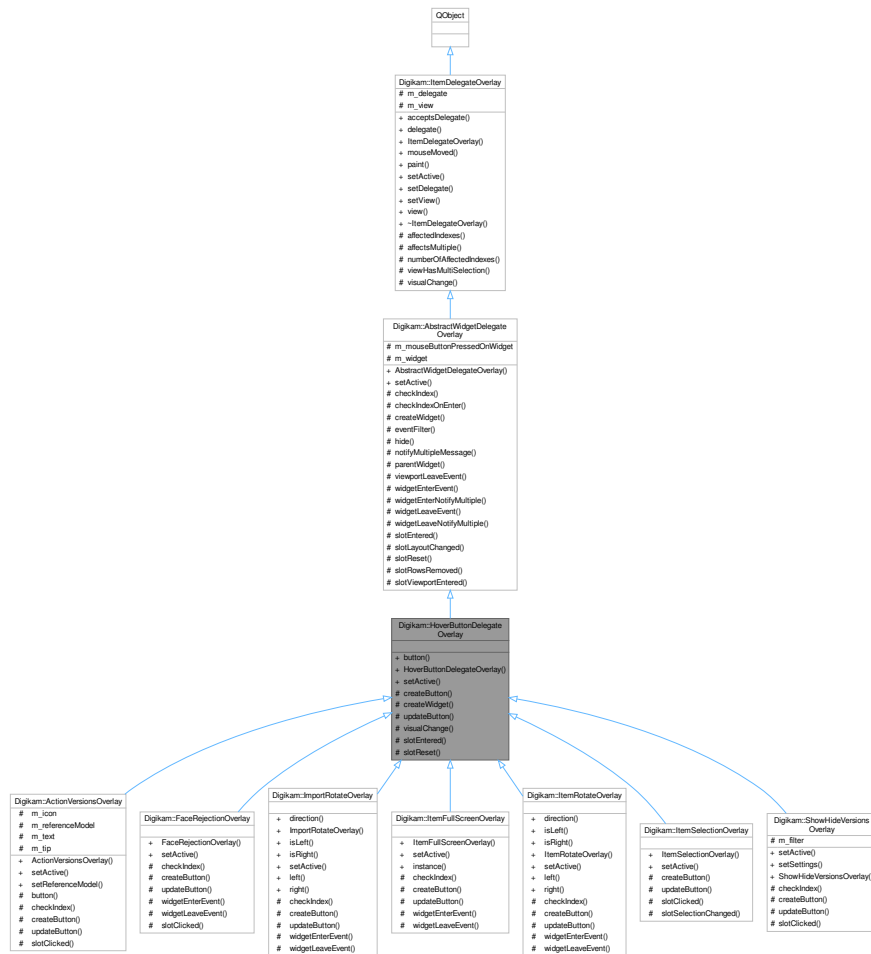 QObject
Digikam::ItemDelegateOverlay
# m_delegate
# m_view
+ acceptsDelegate()
+ delegate()
+ ItemDelegateOverlay()
+ mouseMoved()
+ paint()
+ setActive()
+ setDelegate()
+ setView()
+ view()
+ ~ItemDelegateOverlay()
# affectedIndexes()
# affectsMultiple()
# numberOfAffectedIndexes()
# viewHasMultiSelection()
# visualChange()
Digikam::AbstractWidgetDelegate
Overlay
# m_mouseButtonPressedOnWidget
# m_widget
+ AbstractWidgetDelegateOverlay()
+ setActive()
# checkIndex()
# checkIndexOnEnter()
# createWidget()
# eventFilter()
# hide()
# notifyMultipleMessage()
# parentWidget()
# viewportLeaveEvent()
# widgetEnterEvent()
# widgetEnterNotifyMultiple()
# widgetLeaveEvent()
# widgetLeaveNotifyMultiple()
# slotEntered()
# slotLayoutChanged()
# slotReset()
# slotRowsRemoved()
# slotViewportEntered()
Digikam::HoverButtonDelegate
Overlay
+ button()
+ HoverButtonDelegateOverlay()
+ setActive()
# createButton()
# createWidget()
# updateButton()
# visualChange()
# slotEntered()
# slotReset()
Digikam::ActionVersionsOverlay
# m_icon
# m_referenceModel
# m_text
# m_tip
+ ActionVersionsOverlay()
+ setActive()
+ setReferenceModel()
# button()
# checkIndex()
# createButton()
# updateButton()
# slotClicked()
Digikam::FaceRejectionOverlay
+ FaceRejectionOverlay()
+ setActive()
# checkIndex()
# createButton()
# updateButton()
# widgetEnterEvent()
# widgetLeaveEvent()
# slotClicked()
Digikam::ImportRotateOverlay
+ direction()
+ ImportRotateOverlay()
+ isLeft()
+ isRight()
+ setActive()
+ left()
+ right()
# checkIndex()
# createButton()
# updateButton()
# widgetEnterEvent()
# widgetLeaveEvent()
Digikam::ItemFullScreenOverlay
+ ItemFullScreenOverlay()
+ setActive()
+ instance()
# checkIndex()
# createButton()
# updateButton()
# widgetEnterEvent()
# widgetLeaveEvent()
Digikam::ItemRotateOverlay
+ direction()
+ isLeft()
+ isRight()
+ ItemRotateOverlay()
+ setActive()
+ left()
+ right()
# checkIndex()
# createButton()
# updateButton()
# widgetEnterEvent()
# widgetLeaveEvent()
Digikam::ItemSelectionOverlay
+ ItemSelectionOverlay()
+ setActive()
# createButton()
# updateButton()
# slotClicked()
# slotSelectionChanged()
Digikam::ShowHideVersions
Overlay
# m_filter
+ setActive()
+ setSettings()
+ ShowHideVersionsOverlay()
# checkIndex()
# createButton()
# updateButton()
# slotClicked()